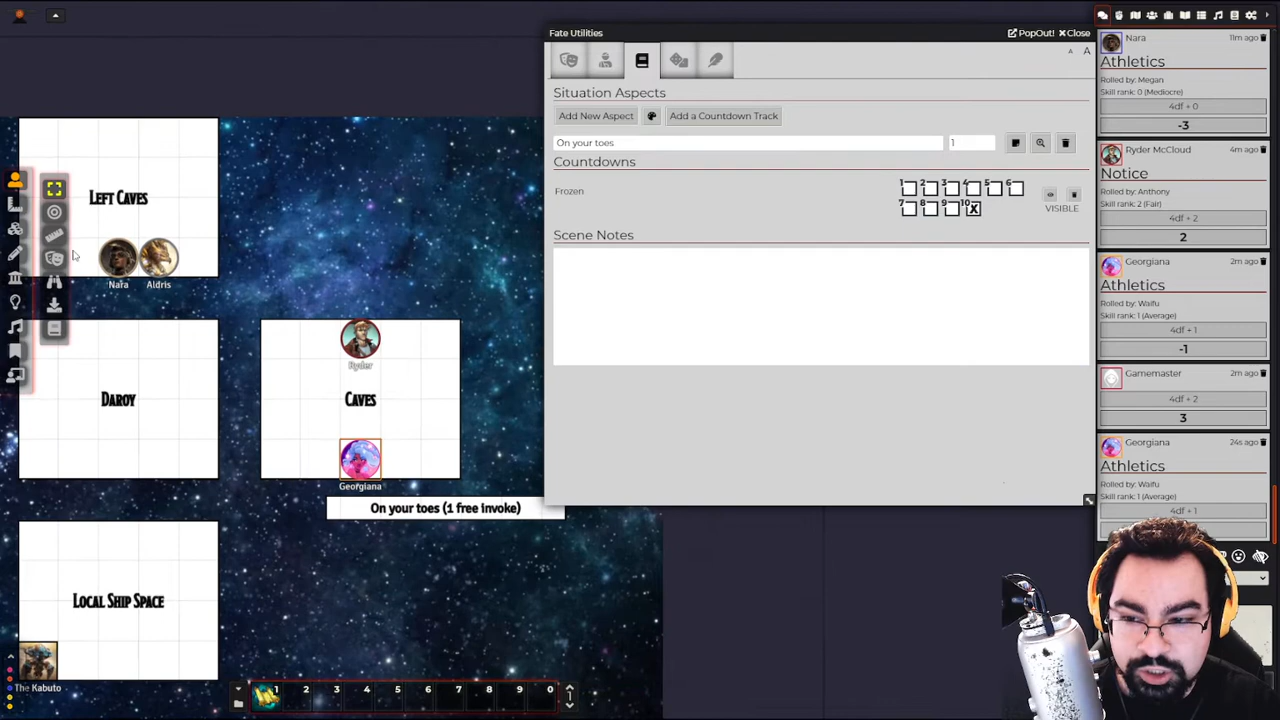 Fate Utilities
PopOut!
Close
A
A
Situation Aspects
Add New Aspect
Add a Countdown Track
On your toes
1
Countdowns
Frozen
1 2 3 4 5 6
7 8 9 10 X
VISIBLE
Scene Notes
LEFT CAVES
Nara
Aldris
DAROY
Ryder
CAVES
Georgiana
On your toes (1 free invoke)
LOCAL SHIP SPACE
The Kabuto
1 2 3 4 5 6 7 8 9 0
1
Nara
11m ago
Athletics
Rolled by: Megan
Skill rank: 0 (Mediocre)
4df + 0
-3
Ryder McCloud
4m ago
Notice
Rolled by: Anthony
Skill rank: 2 (Fair)
4df + 2
2
Georgiana
2m ago
Athletics
Rolled by: Waifu
Skill rank: 1 (Average)
4df + 1
-1
Gamemaster
2m ago
4df + 2
3
Georgiana
24s ago
Athletics
Rolled by: Waifu
Skill rank: 1 (Average)
4df + 1